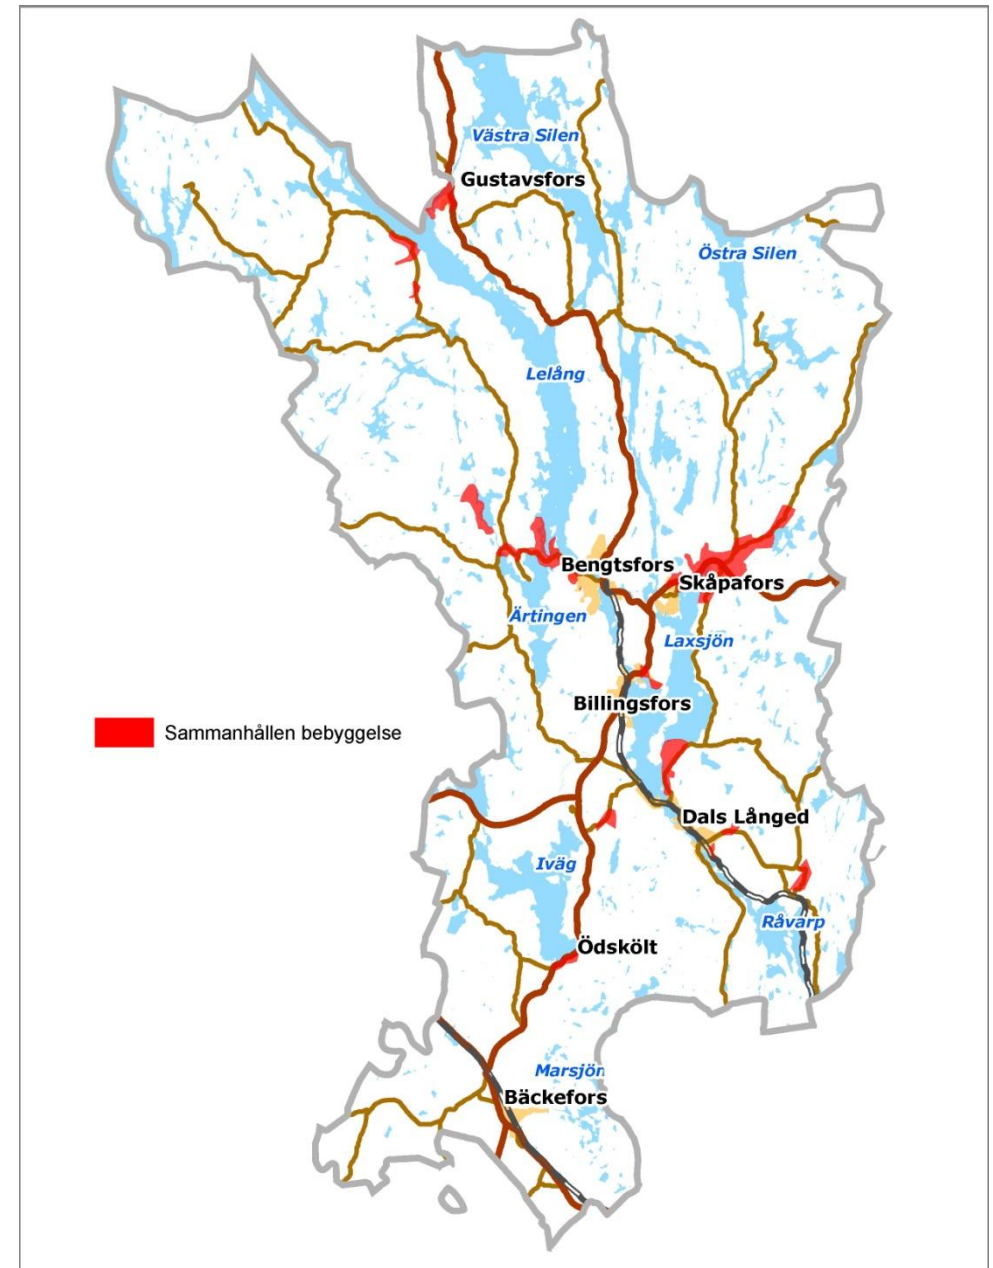 Västra Silen
Gustavsfors
Östra Silen
Lelång
Bengtsfors
Skåpafors
Ärtingen
Laxsjön
Billingsfors
Sammanhållen bebyggelse
Dals Långed
Iväg
Råvarp
Ödskölt
Marsjön
Bäckefors